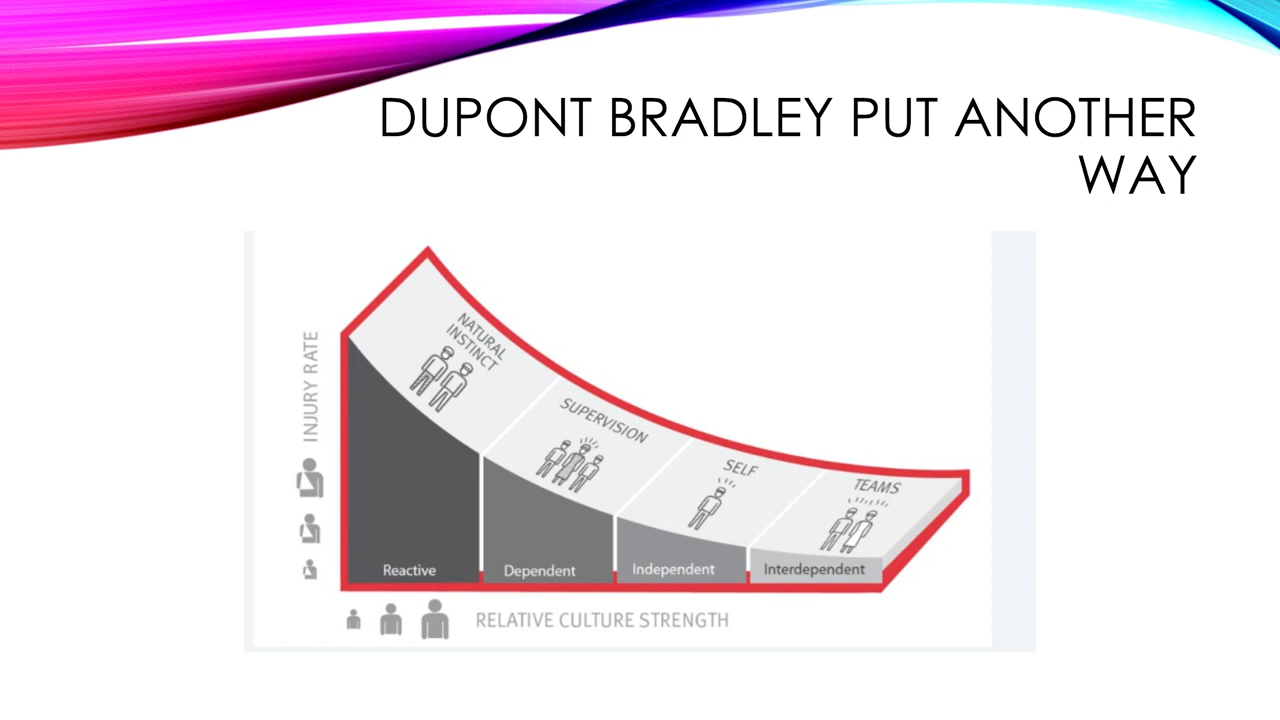 DUPONT BRADLEY PUT ANOTHER
WAY
INJURY RATE
NATURAL
INSTINCT
SUPERVISION
SELF
TEAMS
Reactive
Dependent
Independent
Interdependent
RELATIVE CULTURE STRENGTH